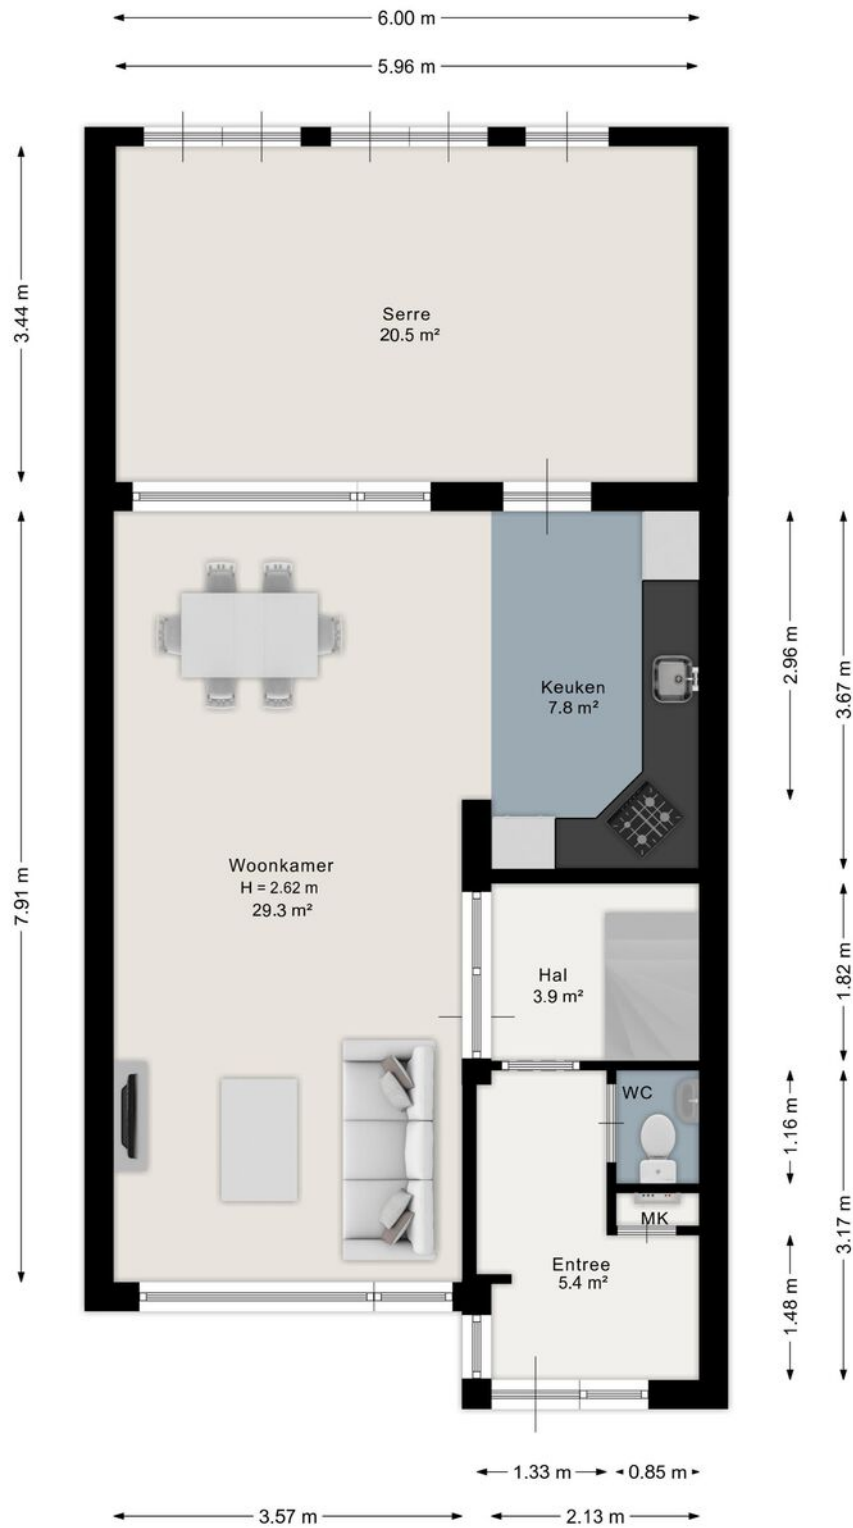 6.00 m
5.96 m
3.44 m
Serre
20.5 m²
2.96 m
3.67 m
Keuken
7.8 m²
7.91 m
Woonkamer
H = 2.62 m
29.3 m²
1.82 m
Hal
3.9 m²
WC
1.16 m
3.17 m
MK
Entree
5.4 m²
1.48 m
1.33 m
0.85 m
3.57 m
2.13 m